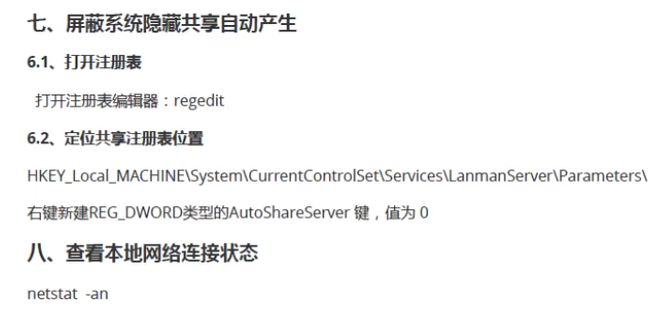 七、屏蔽系统隐藏共享自动产生
6.1、打开注册表
打开注册表编辑器：regedit
6.2、定位共享注册表位置
HKEY_Local_MACHINE\System\CurrentControlSet\Services\LanmanServer\Parameters\
右键新建REG_DWORD类型的AutoShareServer 键，值为 0
八、查看本地网络连接状态
netstat -an